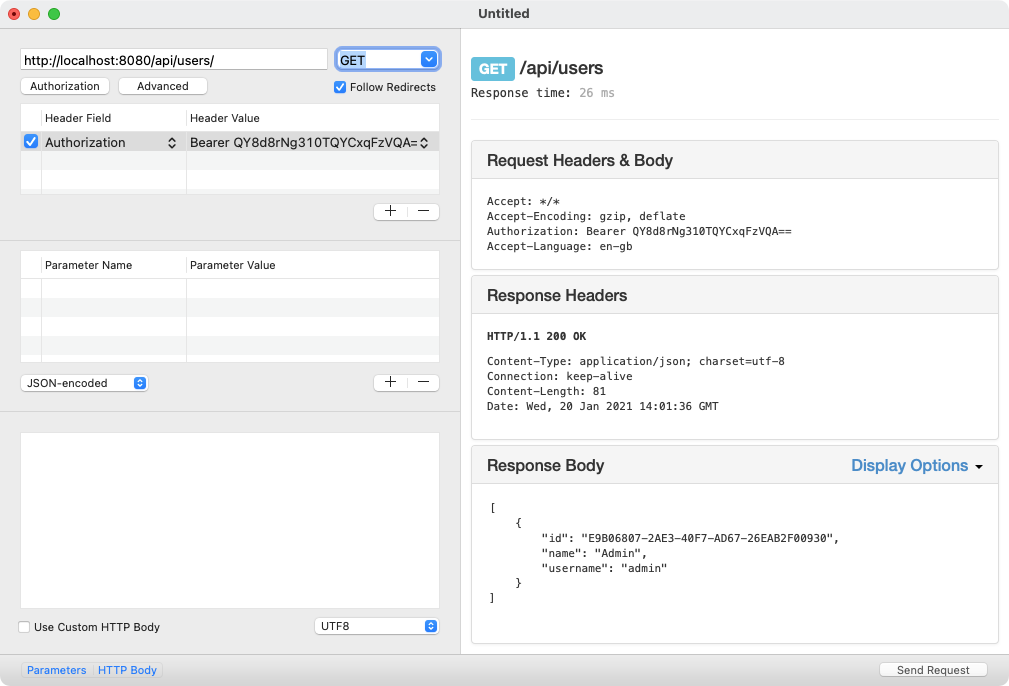 Untitled
http://localhost:8080/api/users/
GET
Authorization
Advanced
Follow Redirects
Header Field
Header Value
Authorization
Bearer QY8d8rNg310TQYCxqFzVQA=
Parameter Name
Parameter Value
JSON-encoded
Use Custom HTTP Body
UTF8
Parameters
HTTP Body
GET /api/users
Response time: 26 ms
Request Headers & Body
Accept: */*
Accept-Encoding: gzip, deflate
Authorization: Bearer QY8d8rNg310TQYCxqFzVQA==
Accept-Language: en-gb
Response Headers
HTTP/1.1 200 OK
Content-Type: application/json; charset=utf-8
Connection: keep-alive
Content-Length: 81
Date: Wed, 20 Jan 2021 14:01:36 GMT
Response Body
Display Options
[
{
"id": "E9B06807-2AE3-40F7-AD67-26EAB2F00930",
"name": "Admin",
"username": "admin"
}
]
Send Request